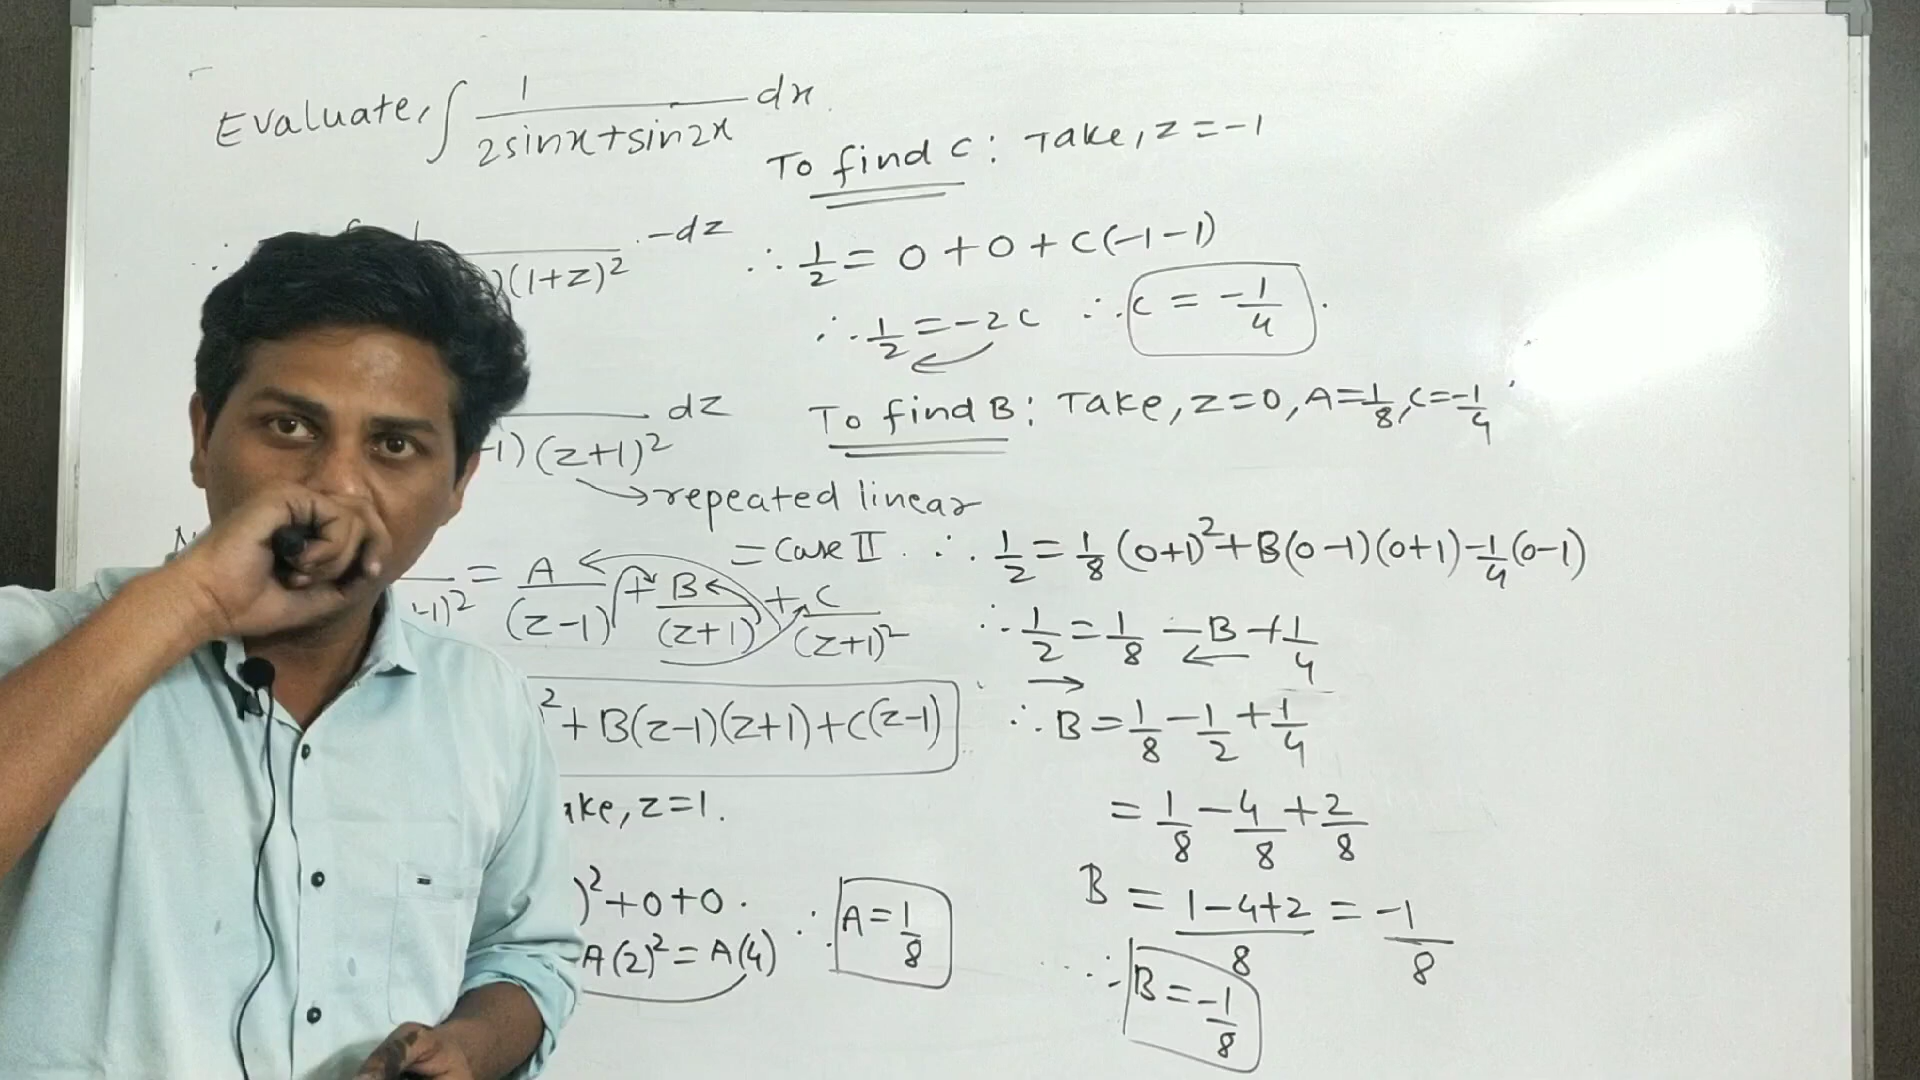 Evaluate, ∫ 1/(2sinx+sin2x) dx.
)(1+z)² · -dz
dz
-1)(z+1)²
→ repeated linear
= Case II.
-1)² = A/(z-1) + B/(z+1) + C/(z+1)²
)² + B(z-1)(z+1) + C(z-1)
ake, z=1.
)² + 0 + 0.
A(2)² = A(4) ∴ A = 1/8
To find C: Take, z = -1
∴ 1/2 = 0 + 0 + C(-1-1)
∴ 1/2 = -2C ∴ C = -1/4.
To find B: Take, z=0, A=1/8, C=-1/4
∴ 1/2 = 1/8 (0+1)² + B(0-1)(0+1) - 1/4 (0-1)
∴ 1/2 = 1/8 - B + 1/4
∴ B = 1/8 - 1/2 + 1/4
= 1/8 - 4/8 + 2/8
B = (1-4+2)/8 = -1/8
∴ B = -1/8